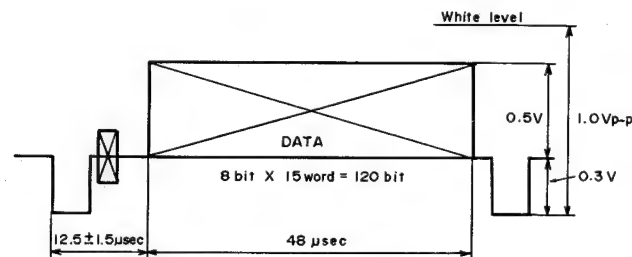 White level
0.5V
1.0Vp-p
DATA
8 bit X 15 word = 120 bit
0.3V
12.5±1.5μsec
48 μsec